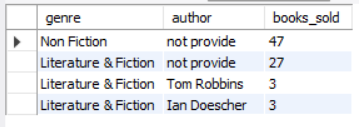 genre author books_sold
Non Fiction not provide 47
Literature & Fiction not provide 27
Literature & Fiction Tom Robbins 3
Literature & Fiction Ian Doescher 3